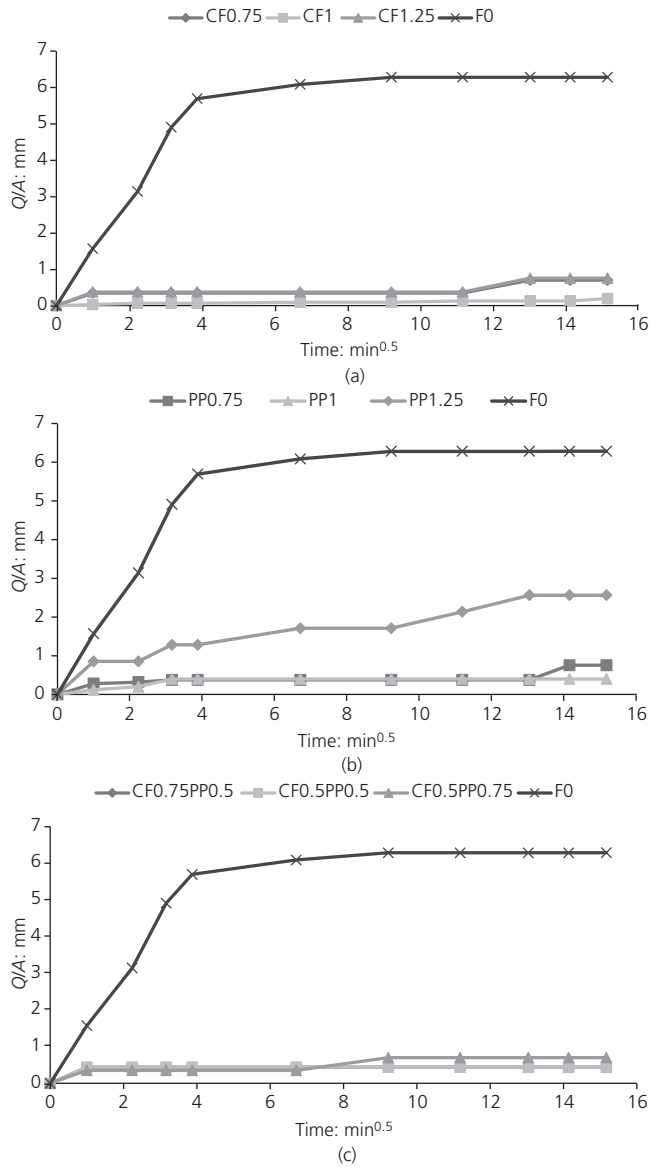 CF0.75 CF1 CF1.25 F0
7
6
5
4
3
2
1
0
Q/A: mm
0 2 4 6 8 10 12 14 16
Time: min0.5
(a)
PP0.75 PP1 PP1.25 F0
7
6
5
4
3
2
1
0
Q/A: mm
0 2 4 6 8 10 12 14 16
Time: min0.5
(b)
CF0.75PP0.5 CF0.5PP0.5 CF0.5PP0.75 F0
7
6
5
4
3
2
1
0
Q/A: mm
0 2 4 6 8 10 12 14 16
Time: min0.5
(c)